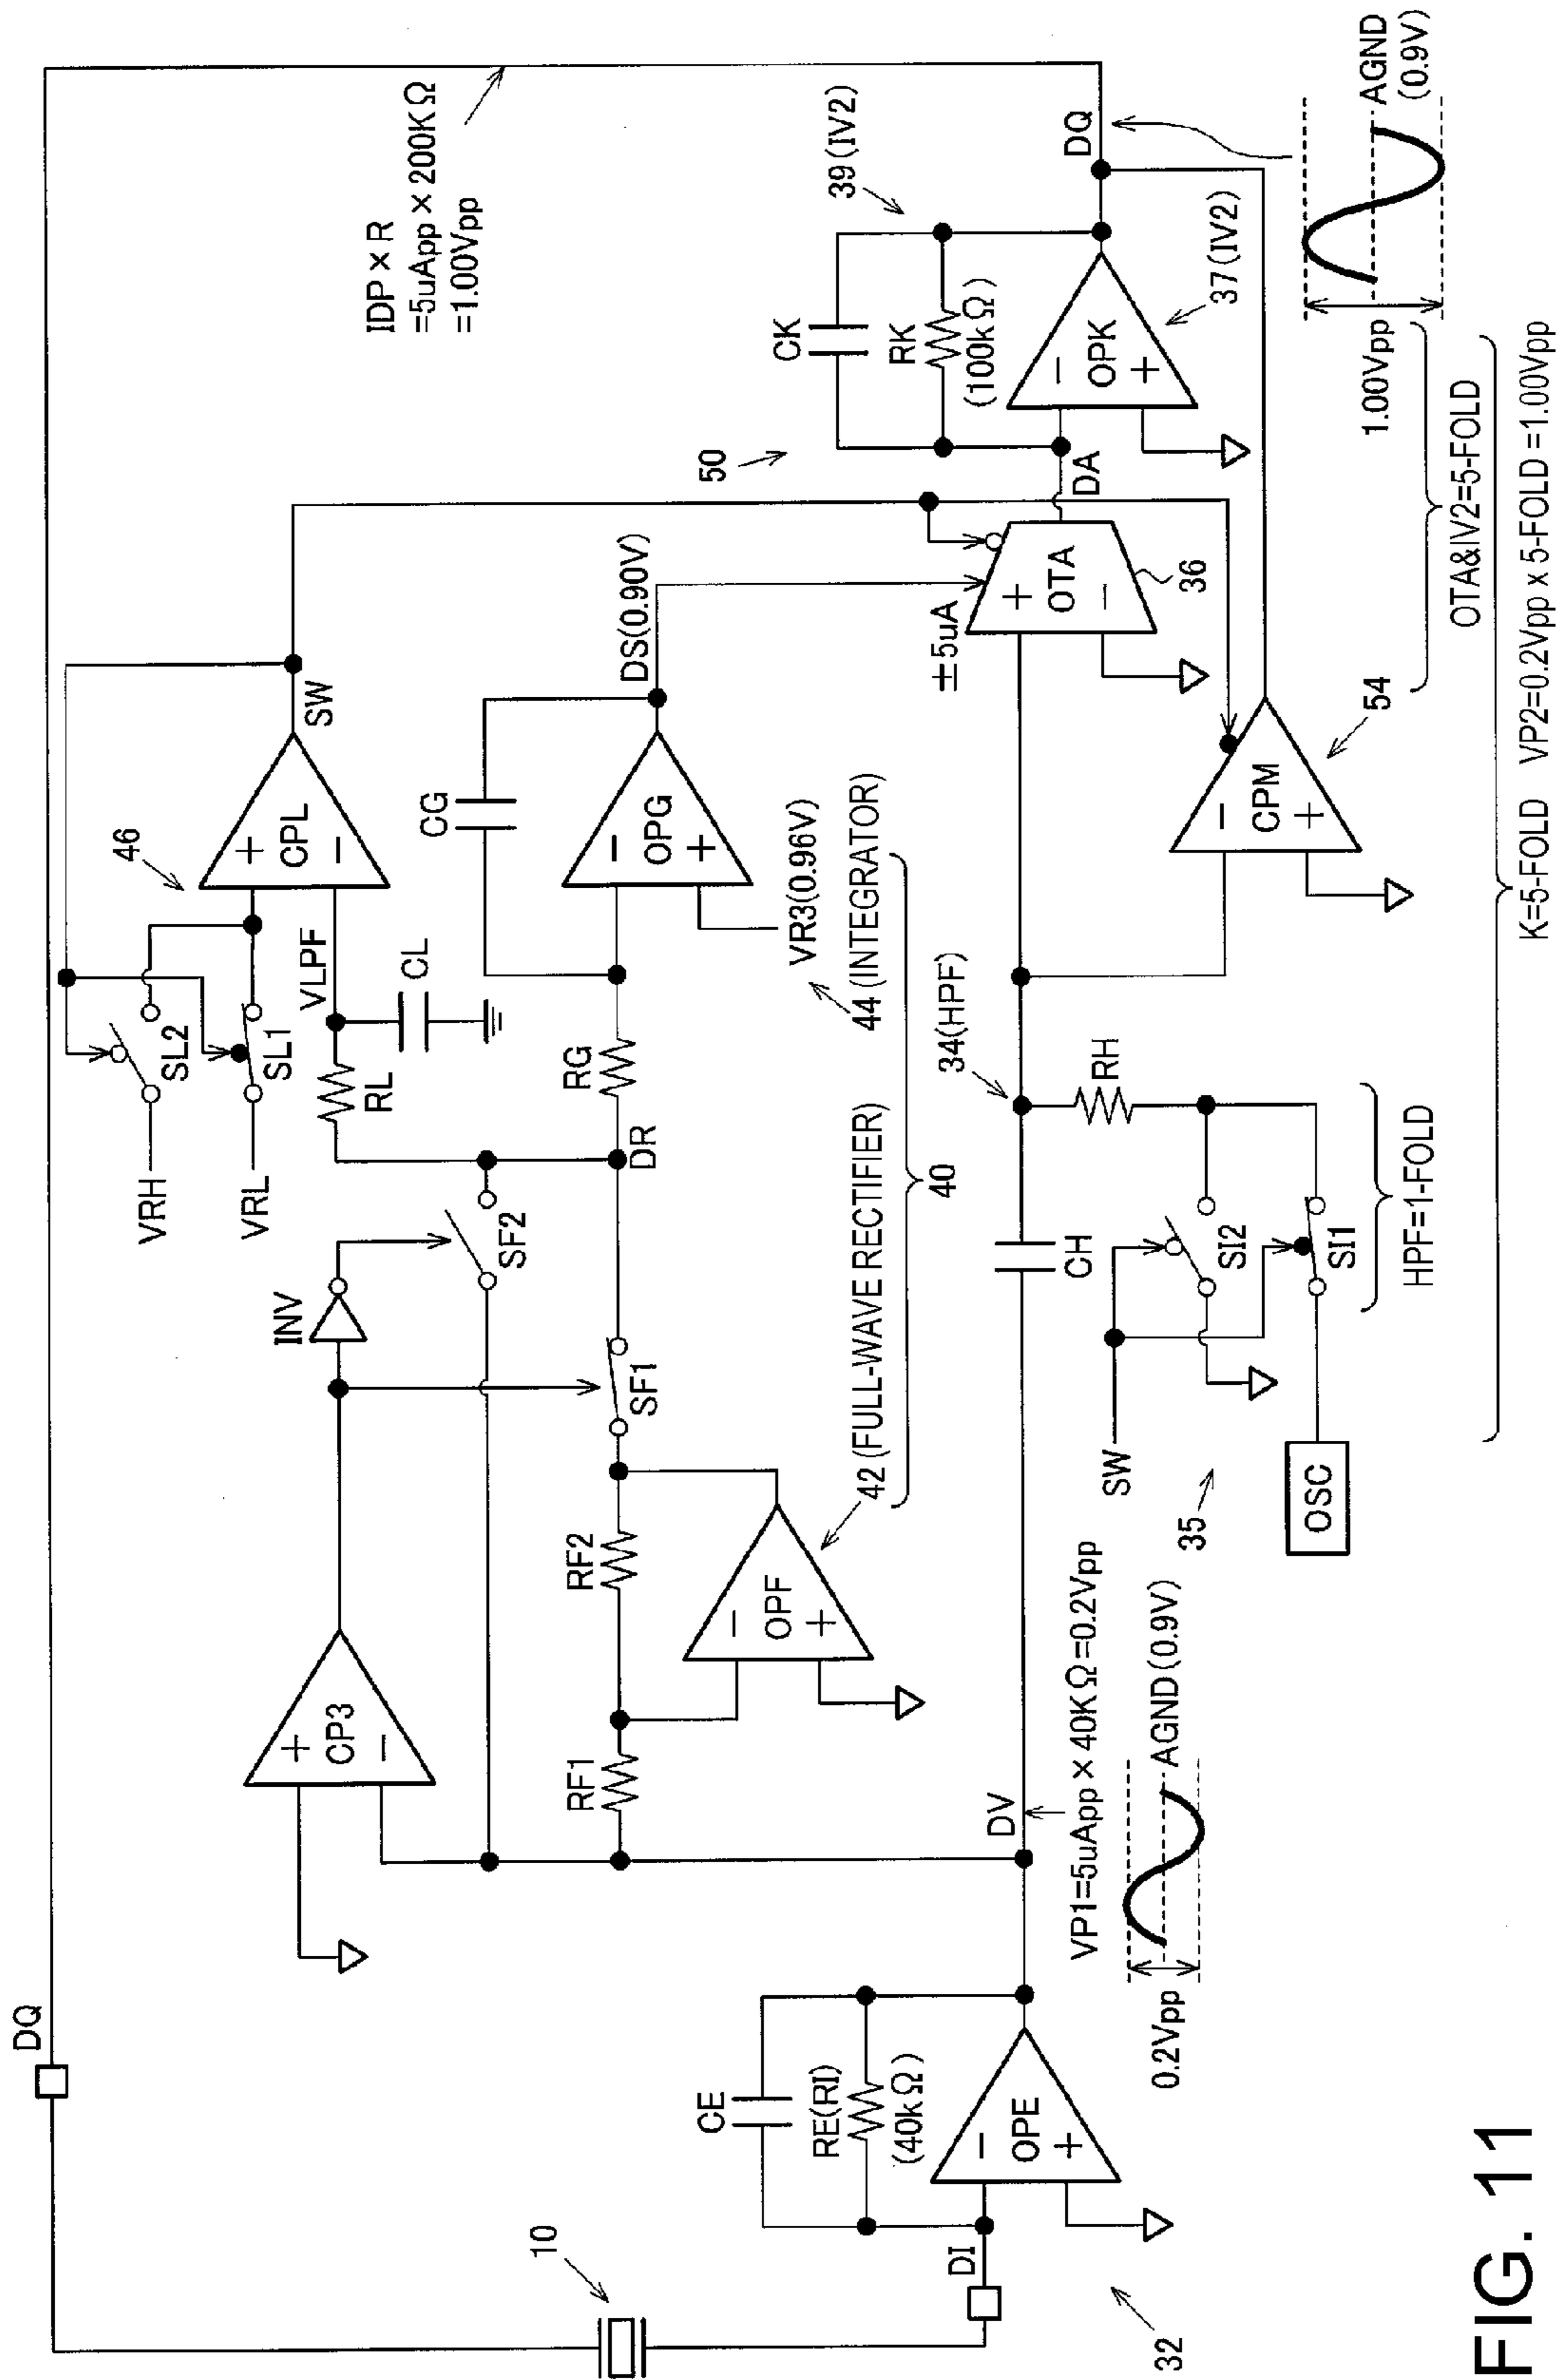 DQ
IDP × R
=5uApp × 200KΩ
=1.00Vpp
46
VRH
SL2
VRL
SL1
+
CPL
−
SW
VLPF
RL
CL
INV
CP3
+
−
SF2
DR
RG
CG
−
OPG
+
DS(0.90V)
VR3(0.96V)
44 (INTEGRATOR)
50
CK
39 (IV2)
RK
(100kΩ)
−
OPK
+
DQ
37 (IV2)
DA
±5uA
+
OTA
−
36
10
RF1
RF2
SF1
−
OPF
+
42 (FULL-WAVE RECTIFIER)
40
CE
RE(RI)
(40kΩ)
DI
−
OPE
+
32
DV
VP1=5uApp × 40KΩ=0.2Vpp
AGND(0.9V)
0.2Vpp
CH
34(HPF)
RH
SW
SI2
SI1
35
OSC
HPF=1-FOLD
−
CPM
+
54
AGND
(0.9V)
1.00Vpp
OTA&IV2=5-FOLD
K=5-FOLD VP2=0.2Vpp x 5-FOLD =1.00Vpp
FIG. 11